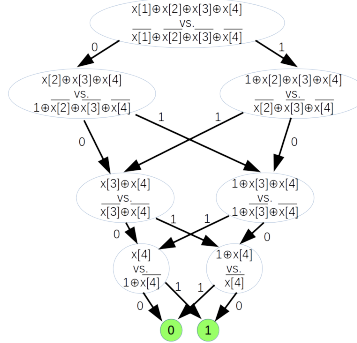 x[1]⊕x[2]⊕x[3]⊕x[4]
vs.
x̅[̅1̅]̅⊕x̅[̅2̅]̅⊕x̅[̅3̅]̅⊕x̅[̅4̅]̅
0
1
x[2]⊕x[3]⊕x[4]
vs.
1⊕x̅[̅2̅]̅⊕x̅[̅3̅]̅⊕x̅[̅4̅]̅
1⊕x[2]⊕x[3]⊕x[4]
vs.
x̅[̅2̅]̅⊕x̅[̅3̅]̅⊕x̅[̅4̅]̅
0
1
1
0
x[3]⊕x[4]
vs.
x̅[̅3̅]̅⊕x̅[̅4̅]̅
1⊕x[3]⊕x[4]
vs.
1⊕x̅[̅3̅]̅⊕x̅[̅4̅]̅
0
1
1
0
x[4]
vs.
1⊕x̅[̅4̅]̅
1⊕x[4]
vs.
x̅[̅4̅]̅
0
1
1
0
0
1